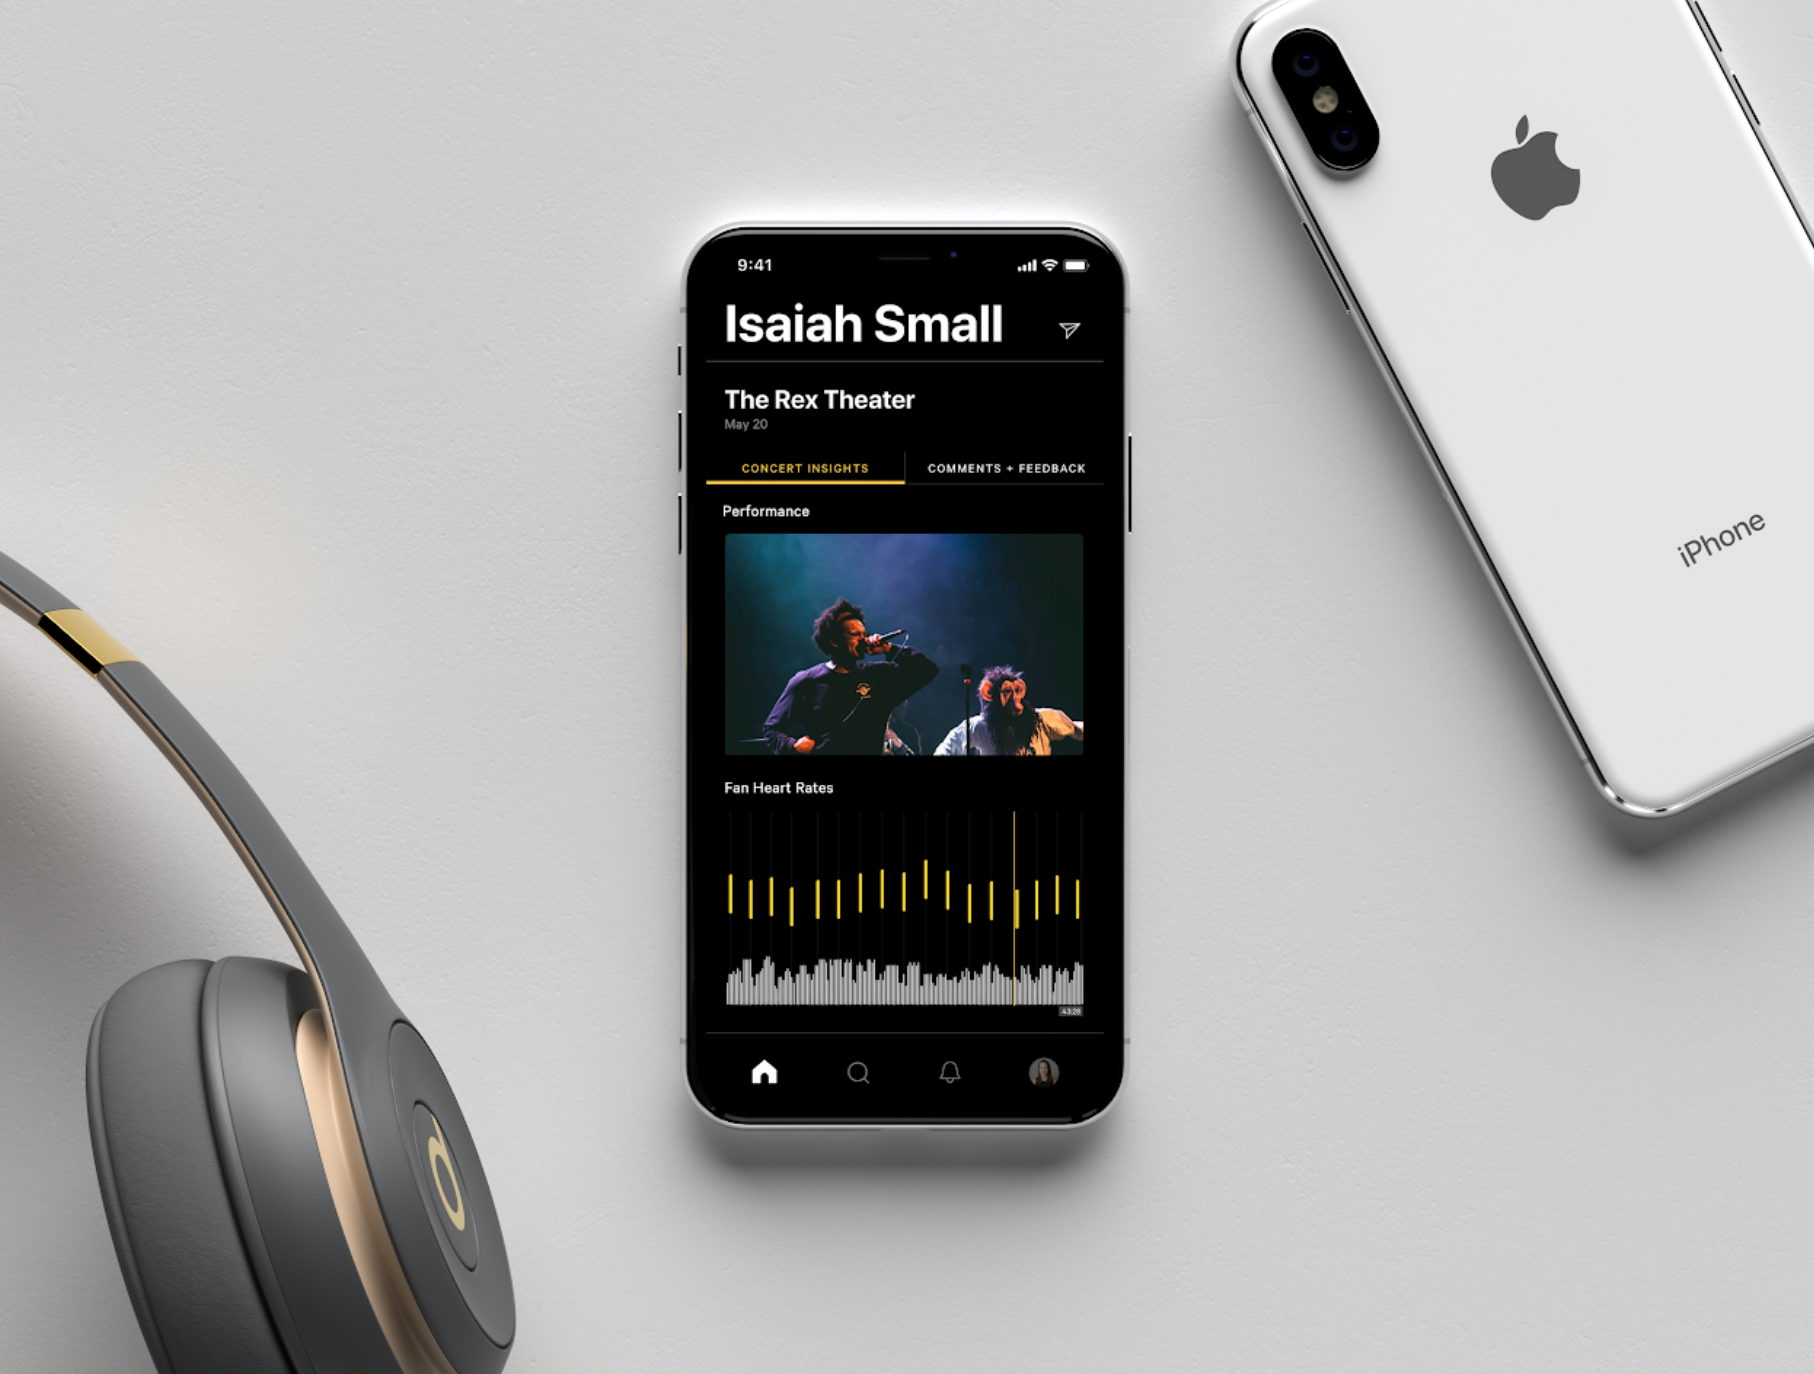 9:41
Isaiah Small
The Rex Theater
May 20
CONCERT INSIGHTS
COMMENTS + FEEDBACK
Performance
Fan Heart Rates
43:28
iPhone